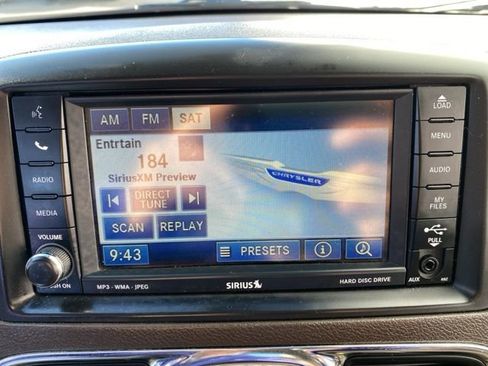 AM FM SAT
Entrtain
184
SiriusXM Preview
DIRECT
TUNE
SCAN REPLAY
9:43 PRESETS
CHRYSLER
RADIO
MEDIA
VOLUME
LOAD
MENU
AUDIO
MY
FILES
PULL
AUX
MP3 - WMA - JPEG
SIRIUS
HARD DISC DRIVE